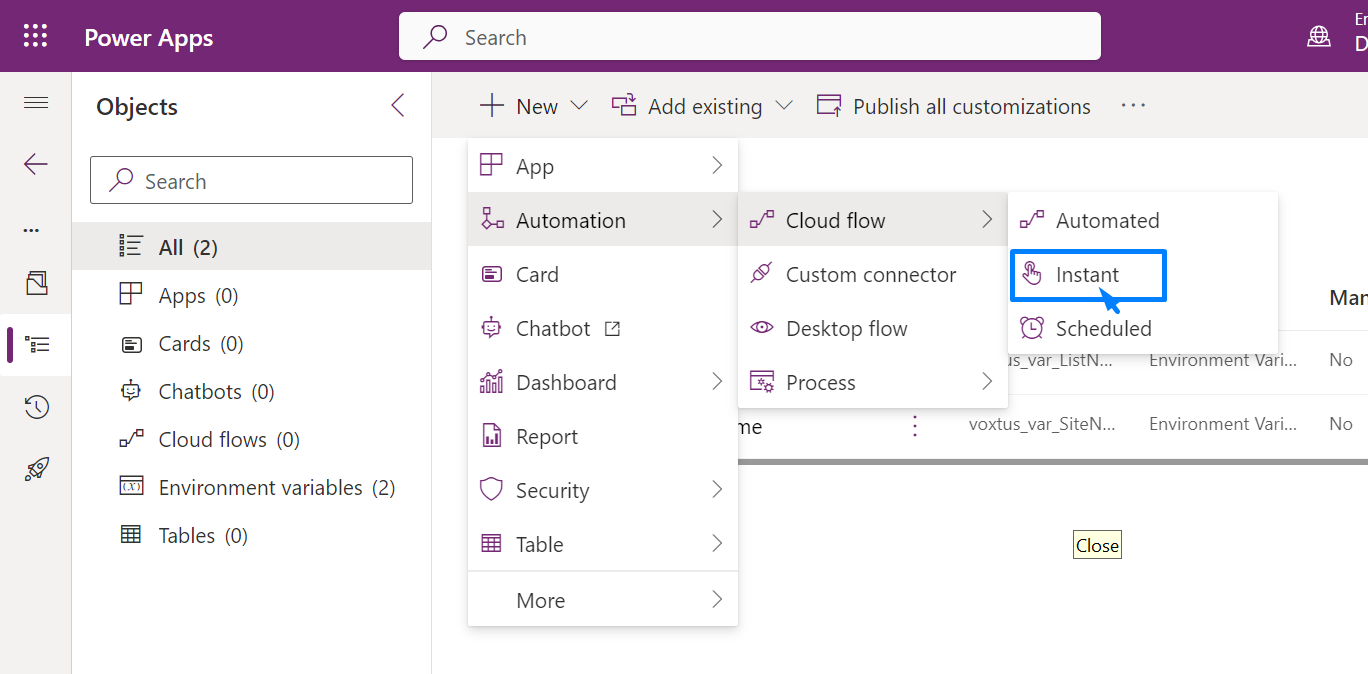 Power Apps
Search
En
D
Objects
New
Add existing
Publish all customizations
...
Search
...
All (2)
Apps (0)
Cards (0)
Chatbots (0)
Cloud flows (0)
Environment variables (2)
Tables (0)
App
Automation
Card
Chatbot
Dashboard
Report
Security
Table
More
Cloud flow
Custom connector
Desktop flow
Process
Automated
Instant
Scheduled
Man
us_var_ListN... Environment Vari... No
me voxtus_var_SiteN... Environment Vari... No
Close